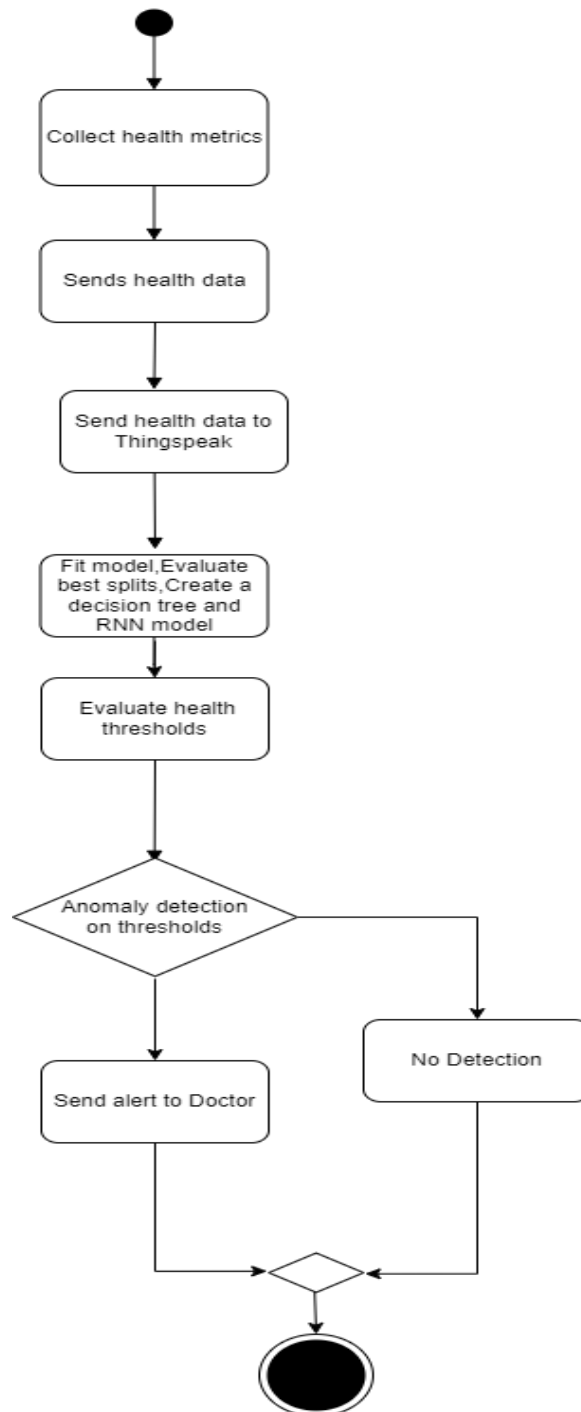 Collect health metrics
Sends health data
Send health data to
Thingspeak
Fit model,Evaluate
best splits,Create a
decision tree and
RNN model
Evaluate health
thresholds
Anomaly detection
on thresholds
No Detection
Send alert to Doctor